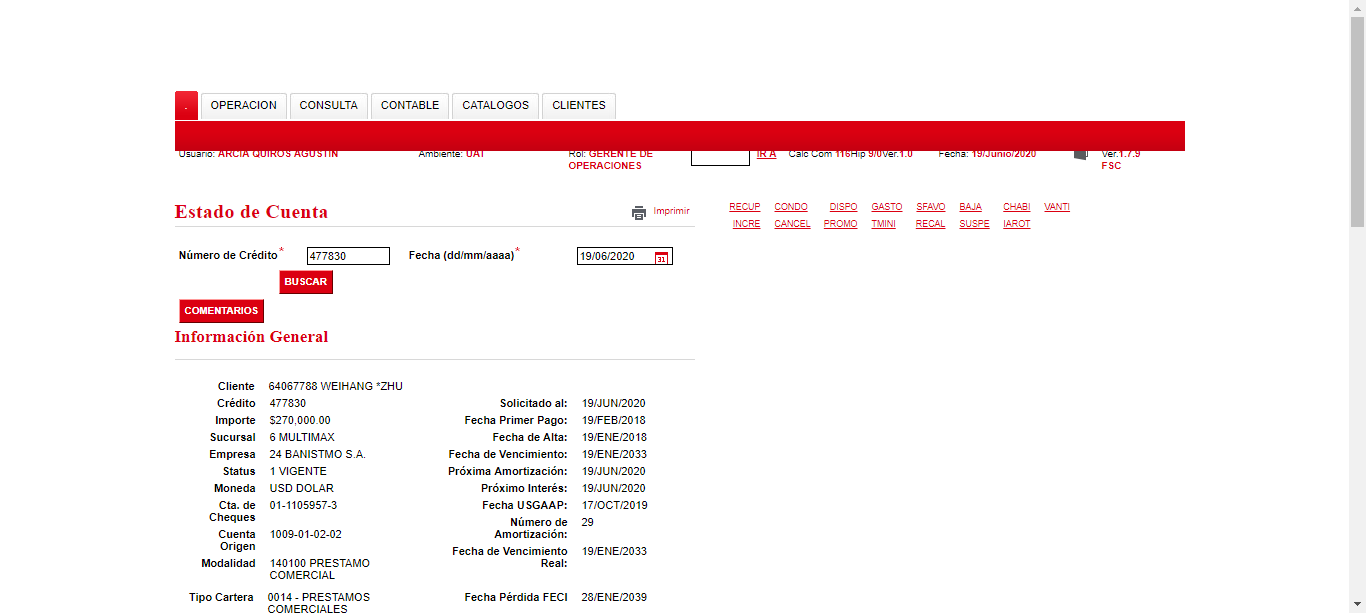 . OPERACION CONSULTA CONTABLE CATALOGOS CLIENTES
Usuario: ARCIA QUIROS AGUSTIN Ambiente: UAT Rol: GERENTE DE OPERACIONES IR A Calc Com 116Hip 9/0Ver.1.0 Fecha: 19/Junio/2020 Ver.1.7.9 FSC
Estado de Cuenta Imprimir
RECUP CONDO DISPO GASTO SFAVO BAJA CHABI VANTI
INCRE CANCEL PROMO TMINI RECAL SUSPE IAROT
Número de Crédito* 477830 Fecha (dd/mm/aaaa)* 19/06/2020 31
BUSCAR
COMENTARIOS
Información General
Cliente 64067788 WEIHANG *ZHU
Crédito 477830 Solicitado al: 19/JUN/2020
Importe $270,000.00 Fecha Primer Pago: 19/FEB/2018
Sucursal 6 MULTIMAX Fecha de Alta: 19/ENE/2018
Empresa 24 BANISTMO S.A. Fecha de Vencimiento: 19/ENE/2033
Status 1 VIGENTE Próxima Amortización: 19/JUN/2020
Moneda USD DOLAR Próximo Interés: 19/JUN/2020
Cta. de Cheques 01-1105957-3 Fecha USGAAP: 17/OCT/2019
Número de Amortización: 29
Cuenta Origen 1009-01-02-02
Fecha de Vencimiento Real: 19/ENE/2033
Modalidad 140100 PRESTAMO COMERCIAL
Tipo Cartera 0014 - PRESTAMOS COMERCIALES Fecha Pérdida FECI 28/ENE/2039